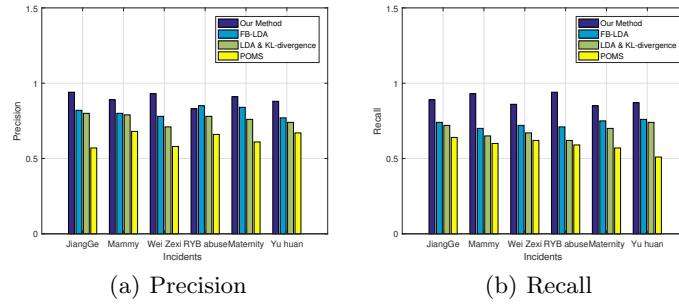 1.5
1
0.5
0
Precision
Our Method
FB-LDA
LDA & KL-divergence
POMS
JiangGe Mammy Wei Zexi RYB abuse Maternity Yu huan
Incidents
(a) Precision
1.5
1
0.5
0
Recall
Our Method
FB-LDA
LDA & KL-divergence
POMS
JiangGe Mammy Wei Zexi RYB abuse Maternity Yu huan
Incidents
(b) Recall